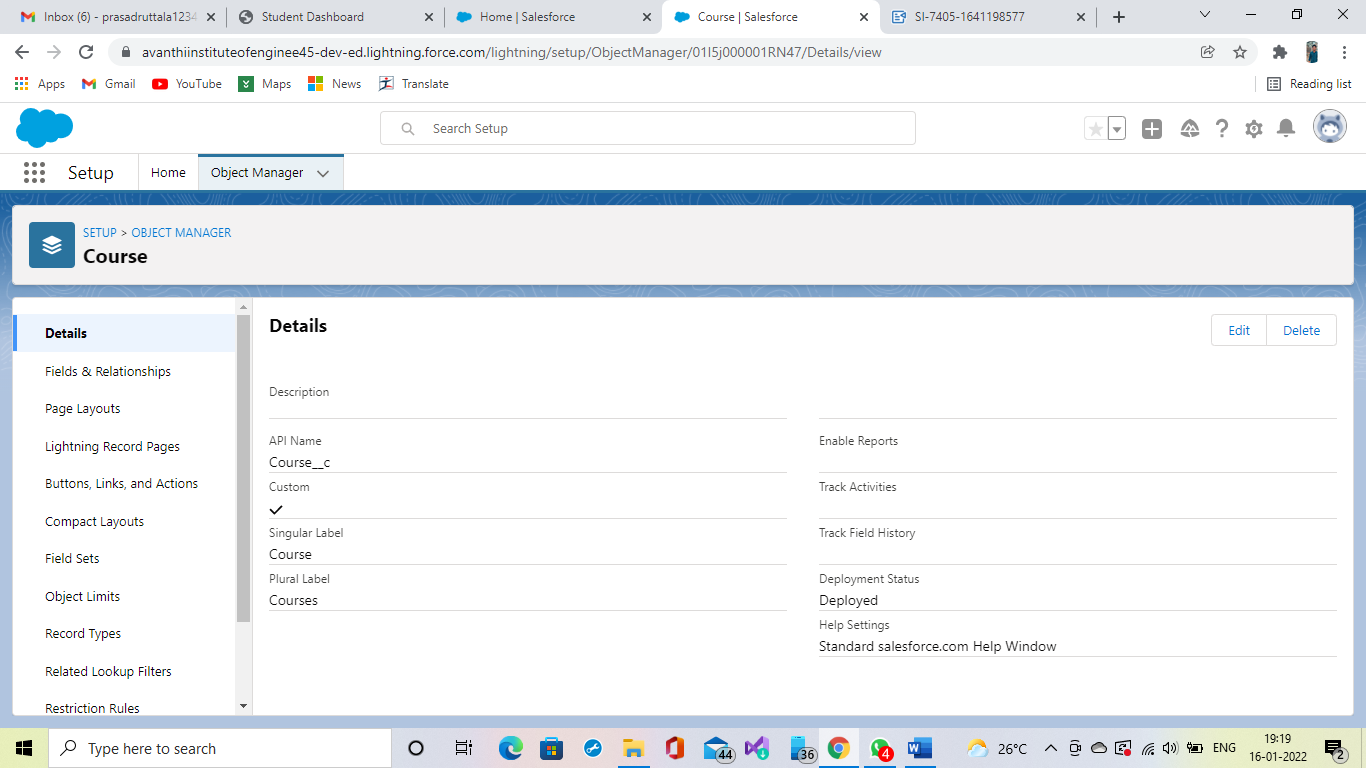 Inbox (6) - prasadruttala1234
Student Dashboard
Home | Salesforce
Course | Salesforce
SI-7405-1641198577
avanthiinstituteofenginee45-dev-ed.lightning.force.com/lightning/setup/ObjectManager/01I5j000001RN47/Details/view
Apps Gmail YouTube Maps News Translate Reading list
Search Setup
Setup Home Object Manager
SETUP > OBJECT MANAGER
Course
Details
Fields & Relationships
Page Layouts
Lightning Record Pages
Buttons, Links, and Actions
Compact Layouts
Field Sets
Object Limits
Record Types
Related Lookup Filters
Restriction Rules
Details
Edit Delete
Description
API Name
Course__c
Custom
Singular Label
Course
Plural Label
Courses
Enable Reports
Track Activities
Track Field History
Deployment Status
Deployed
Help Settings
Standard salesforce.com Help Window
Type here to search
44
36
4
26°C
ENG
19:19
16-01-2022
2